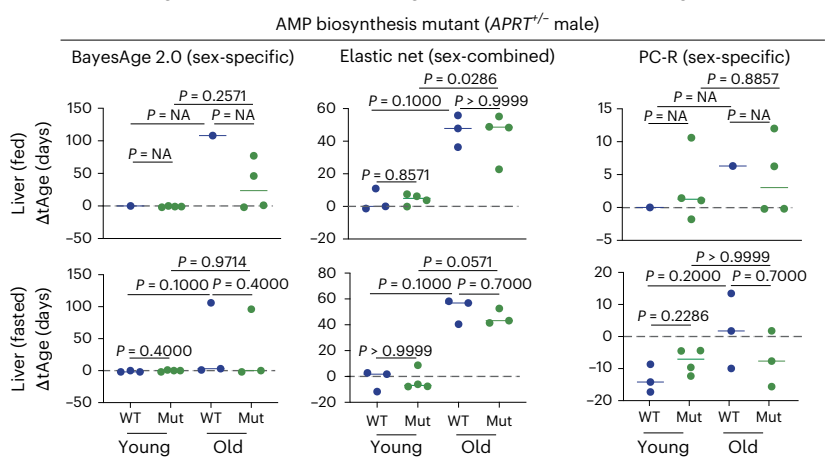 AMP biosynthesis mutant (APRT+/– male)
BayesAge 2.0 (sex-specific)
Elastic net (sex-combined)
PC-R (sex-specific)
Liver (fed)
ΔtAge (days)
150
100
50
0
–50
P = 0.2571
P = NA
P = NA
P = NA
60
40
20
0
–20
P = 0.0286
P = 0.1000
P > 0.9999
P = 0.8571
15
10
5
0
–5
P = 0.8857
P = NA
P = NA
P = NA
Liver (fasted)
ΔtAge (days)
150
100
50
0
–50
P = 0.9714
P = 0.1000
P = 0.4000
P = 0.4000
WT Mut WT Mut
Young Old
80
60
40
20
0
–20
P = 0.0571
P = 0.1000
P = 0.7000
P > 0.9999
WT Mut WT Mut
Young Old
20
10
0
–10
–20
P > 0.9999
P = 0.2000
P = 0.7000
P = 0.2286
WT Mut WT Mut
Young Old